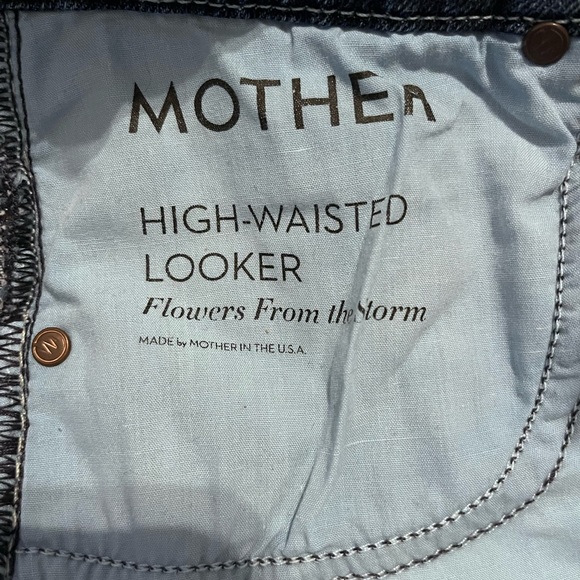 MOTHER
HIGH-WAISTED
LOOKER
Flowers From the Storm
MADE by MOTHER IN THE U.S.A.